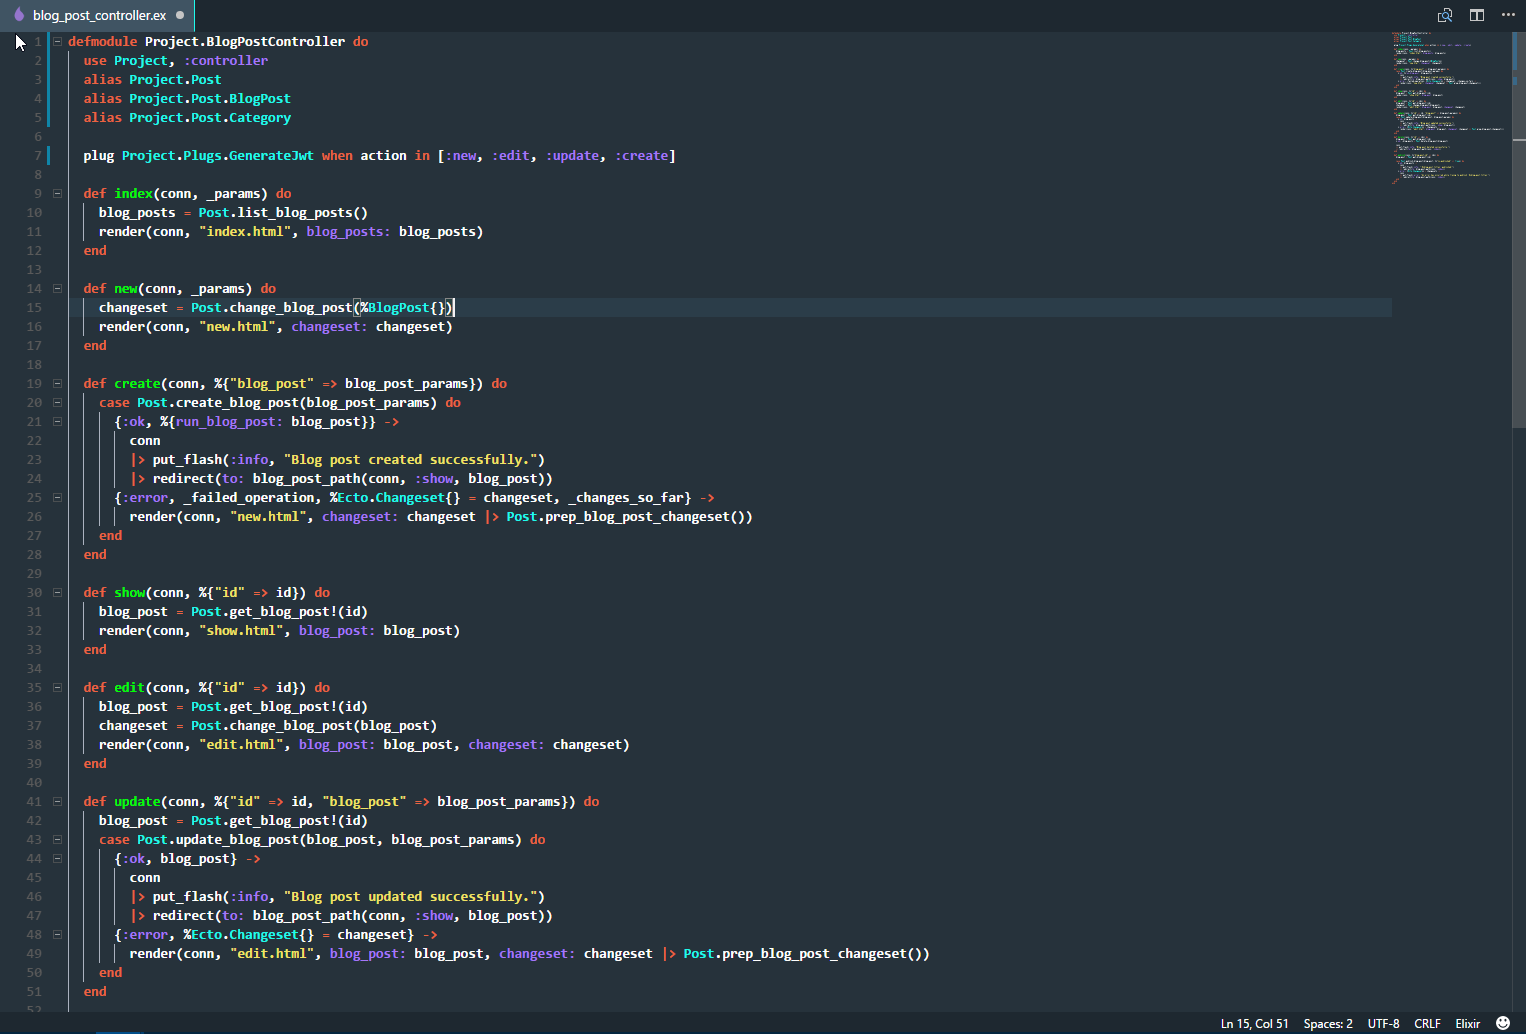 blog_post_controller.ex
1 defmodule Project.BlogPostController do
2   use Project, :controller
3   alias Project.Post
4   alias Project.Post.BlogPost
5   alias Project.Post.Category
6
7   plug Project.Plugs.GenerateJwt when action in [:new, :edit, :update, :create]
8
9   def index(conn, _params) do
10     blog_posts = Post.list_blog_posts()
11     render(conn, "index.html", blog_posts: blog_posts)
12   end
13
14   def new(conn, _params) do
15     changeset = Post.change_blog_post(%BlogPost{})
16     render(conn, "new.html", changeset: changeset)
17   end
18
19   def create(conn, %{"blog_post" => blog_post_params}) do
20     case Post.create_blog_post(blog_post_params) do
21       {:ok, %{run_blog_post: blog_post}} ->
22         conn
23         |> put_flash(:info, "Blog post created successfully.")
24         |> redirect(to: blog_post_path(conn, :show, blog_post))
25       {:error, _failed_operation, %Ecto.Changeset{} = changeset, _changes_so_far} ->
26         render(conn, "new.html", changeset: changeset |> Post.prep_blog_post_changeset())
27     end
28   end
29
30   def show(conn, %{"id" => id}) do
31     blog_post = Post.get_blog_post!(id)
32     render(conn, "show.html", blog_post: blog_post)
33   end
34
35   def edit(conn, %{"id" => id}) do
36     blog_post = Post.get_blog_post!(id)
37     changeset = Post.change_blog_post(blog_post)
38     render(conn, "edit.html", blog_post: blog_post, changeset: changeset)
39   end
40
41   def update(conn, %{"id" => id, "blog_post" => blog_post_params}) do
42     blog_post = Post.get_blog_post!(id)
43     case Post.update_blog_post(blog_post, blog_post_params) do
44       {:ok, blog_post} ->
45         conn
46         |> put_flash(:info, "Blog post updated successfully.")
47         |> redirect(to: blog_post_path(conn, :show, blog_post))
48       {:error, %Ecto.Changeset{} = changeset} ->
49         render(conn, "edit.html", blog_post: blog_post, changeset: changeset |> Post.prep_blog_post_changeset())
50     end
51   end
52
Ln 15, Col 51 Spaces: 2 UTF-8 CRLF Elixir